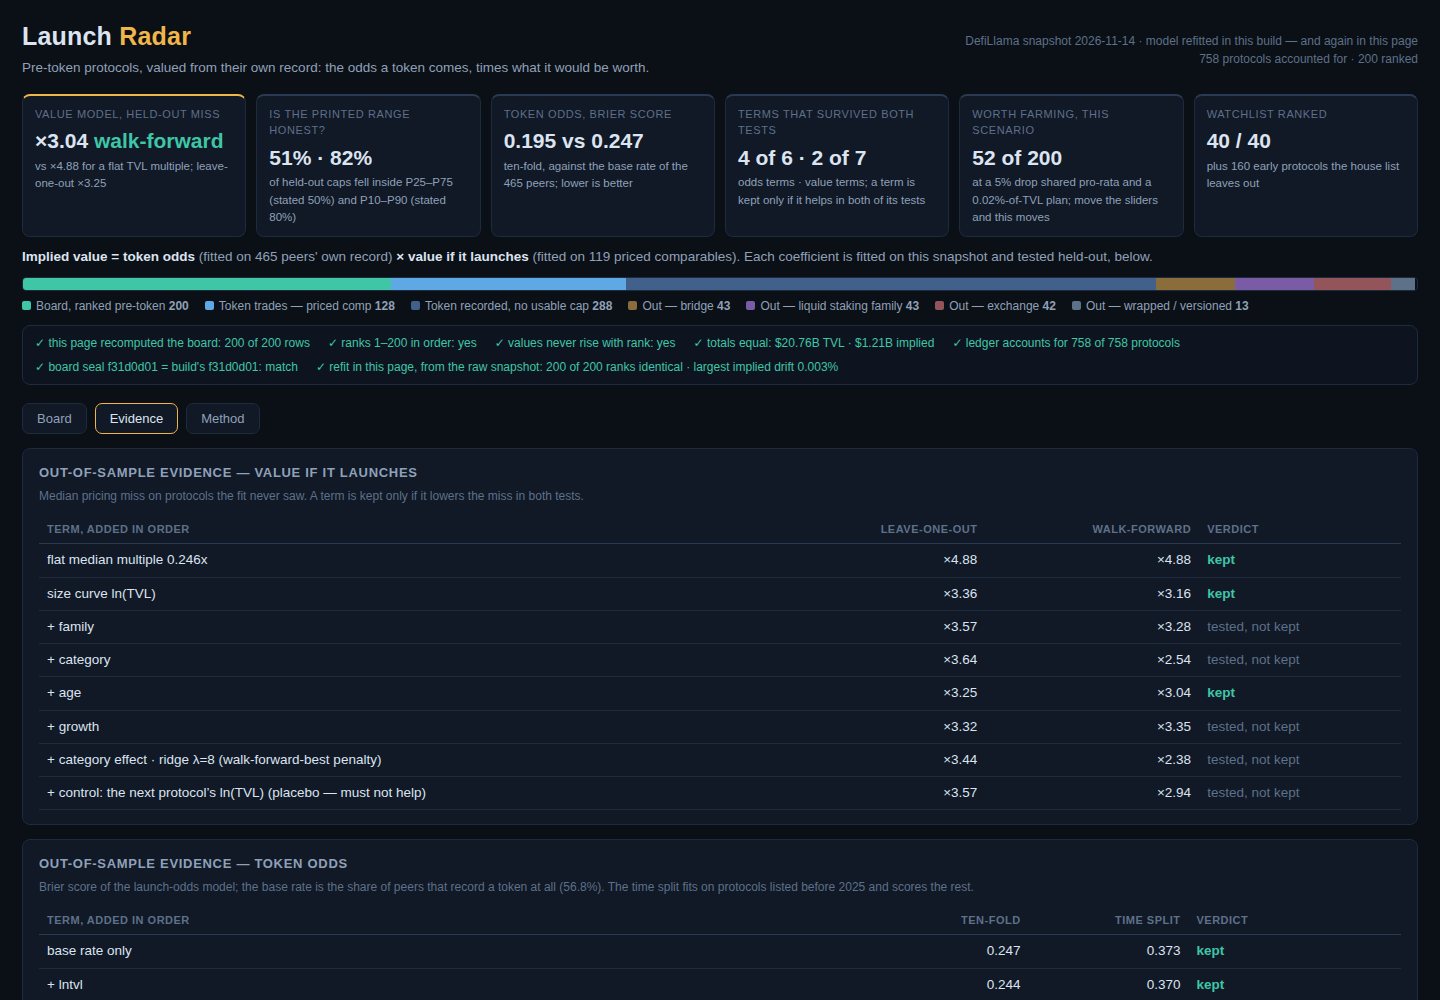 Launch Radar
DefiLlama snapshot 2026-11-14 · model refitted in this build — and again in this page
Pre-token protocols, valued from their own record: the odds a token comes, times what it would be worth.
758 protocols accounted for · 200 ranked
VALUE MODEL, HELD-OUT MISS
×3.04 walk-forward
vs ×4.88 for a flat TVL multiple; leave-
one-out ×3.25
IS THE PRINTED RANGE
HONEST?
51% · 82%
of held-out caps fell inside P25–P75
(stated 50%) and P10–P90 (stated
80%)
TOKEN ODDS, BRIER SCORE
0.195 vs 0.247
ten-fold, against the base rate of the
465 peers; lower is better
TERMS THAT SURVIVED BOTH
TESTS
4 of 6 · 2 of 7
odds terms · value terms; a term is
kept only if it helps in both of its tests
WORTH FARMING, THIS
SCENARIO
52 of 200
at a 5% drop shared pro-rata and a
0.02%-of-TVL plan; move the sliders
and this moves
WATCHLIST RANKED
40 / 40
plus 160 early protocols the house list
leaves out
Implied value = token odds (fitted on 465 peers' own record) × value if it launches (fitted on 119 priced comparables). Each coefficient is fitted on this snapshot and tested held-out, below.
Board, ranked pre-token 200 Token trades — priced comp 128 Token recorded, no usable cap 288 Out — bridge 43 Out — liquid staking family 43 Out — exchange 42 Out — wrapped / versioned 13
✓ this page recomputed the board: 200 of 200 rows ✓ ranks 1–200 in order: yes ✓ values never rise with rank: yes ✓ totals equal: $20.76B TVL · $1.21B implied ✓ ledger accounts for 758 of 758 protocols
✓ board seal f31d0d01 = build's f31d0d01: match ✓ refit in this page, from the raw snapshot: 200 of 200 ranks identical · largest implied drift 0.003%
Board Evidence Method
OUT-OF-SAMPLE EVIDENCE — VALUE IF IT LAUNCHES
Median pricing miss on protocols the fit never saw. A term is kept only if it lowers the miss in both tests.
TERM, ADDED IN ORDER LEAVE-ONE-OUT WALK-FORWARD VERDICT
flat median multiple 0.246x ×4.88 ×4.88 kept
size curve ln(TVL) ×3.36 ×3.16 kept
+ family ×3.57 ×3.28 tested, not kept
+ category ×3.64 ×2.54 tested, not kept
+ age ×3.25 ×3.04 kept
+ growth ×3.32 ×3.35 tested, not kept
+ category effect · ridge λ=8 (walk-forward-best penalty) ×3.44 ×2.38 tested, not kept
+ control: the next protocol's ln(TVL) (placebo — must not help) ×3.57 ×2.94 tested, not kept
OUT-OF-SAMPLE EVIDENCE — TOKEN ODDS
Brier score of the launch-odds model; the base rate is the share of peers that record a token at all (56.8%). The time split fits on protocols listed before 2025 and scores the rest.
TERM, ADDED IN ORDER TEN-FOLD TIME SPLIT VERDICT
base rate only 0.247 0.373 kept
+ lntvl 0.244 0.370 kept